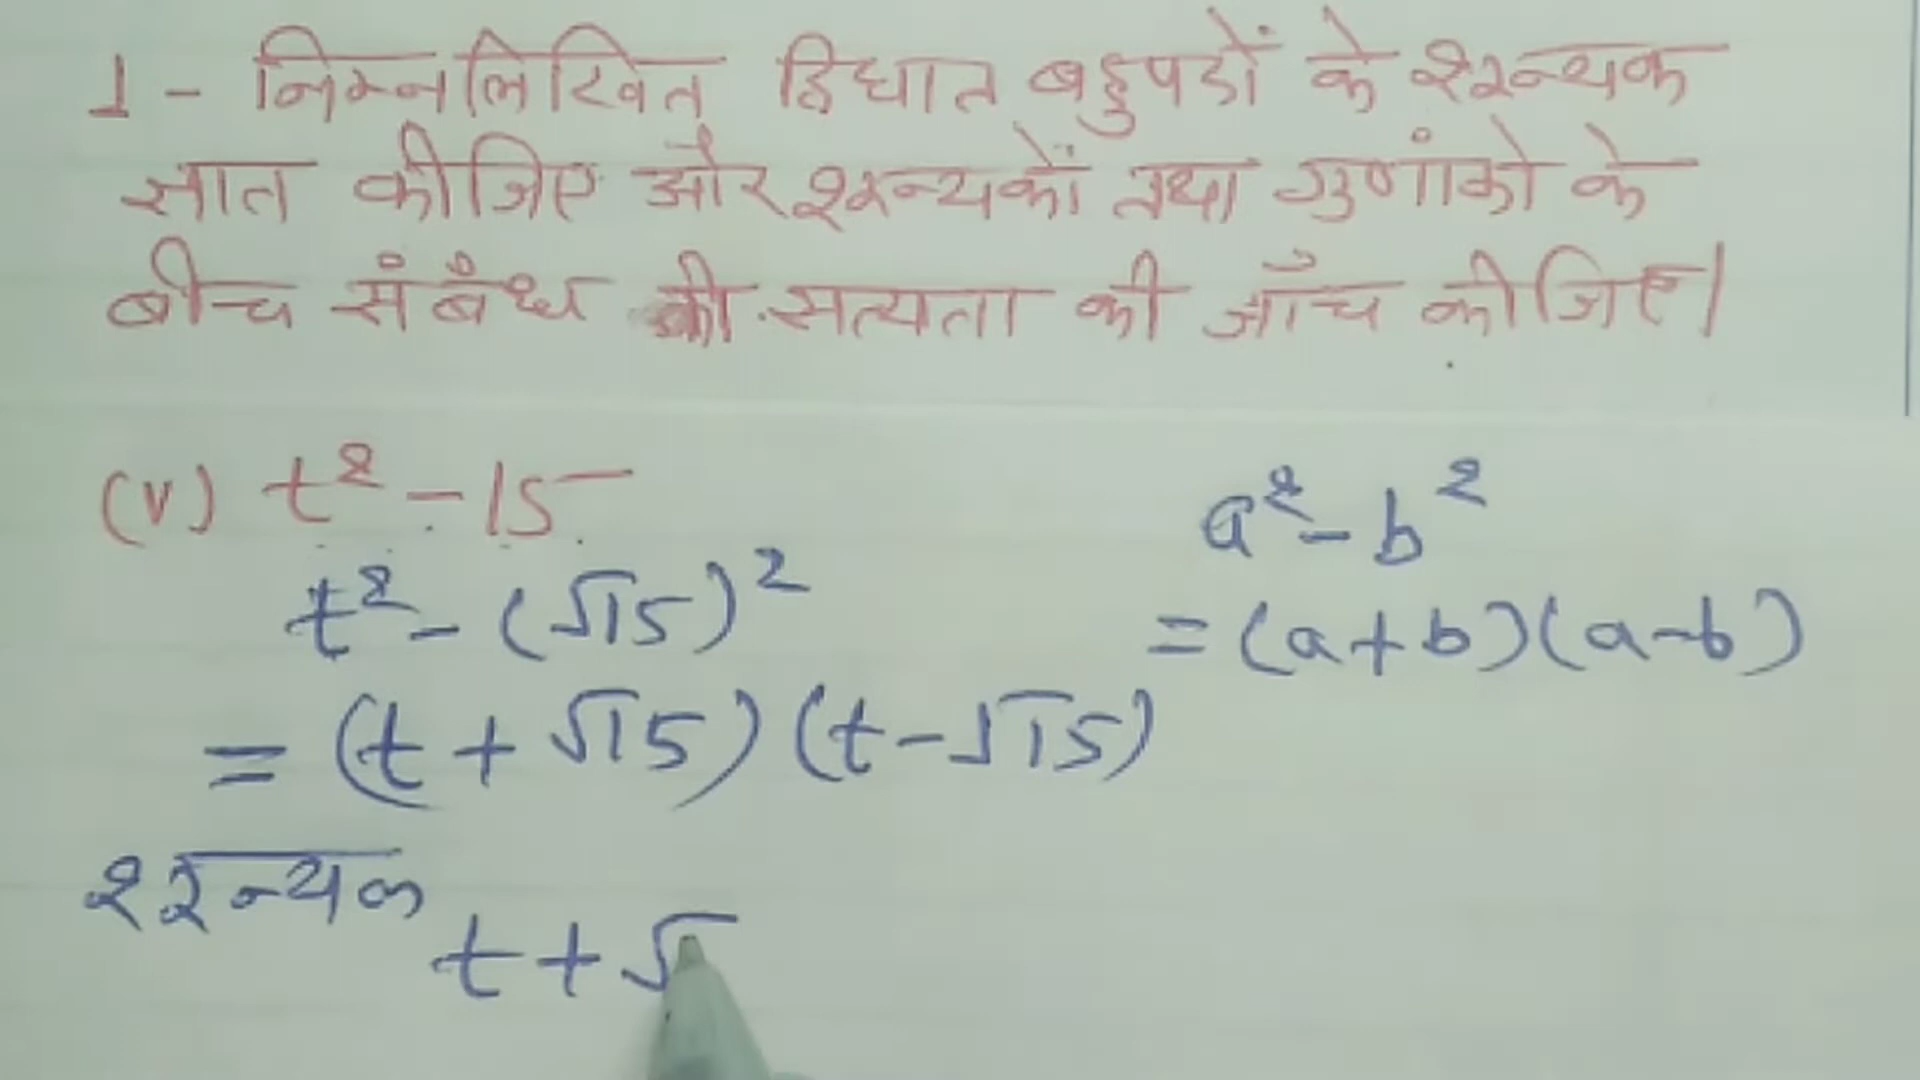 1 - निम्नलिखित द्विघात बहुपदों के शून्यक
ज्ञात कीजिए और शून्यकों तथा गुणांको के
बीच संबंध की सत्यता की जाँच कीजिए।
(v) t² - 15
t² - (√15)²
= (t + √15) (t - √15)
a² - b²
= (a+b) (a-b)
शून्यक
t + √